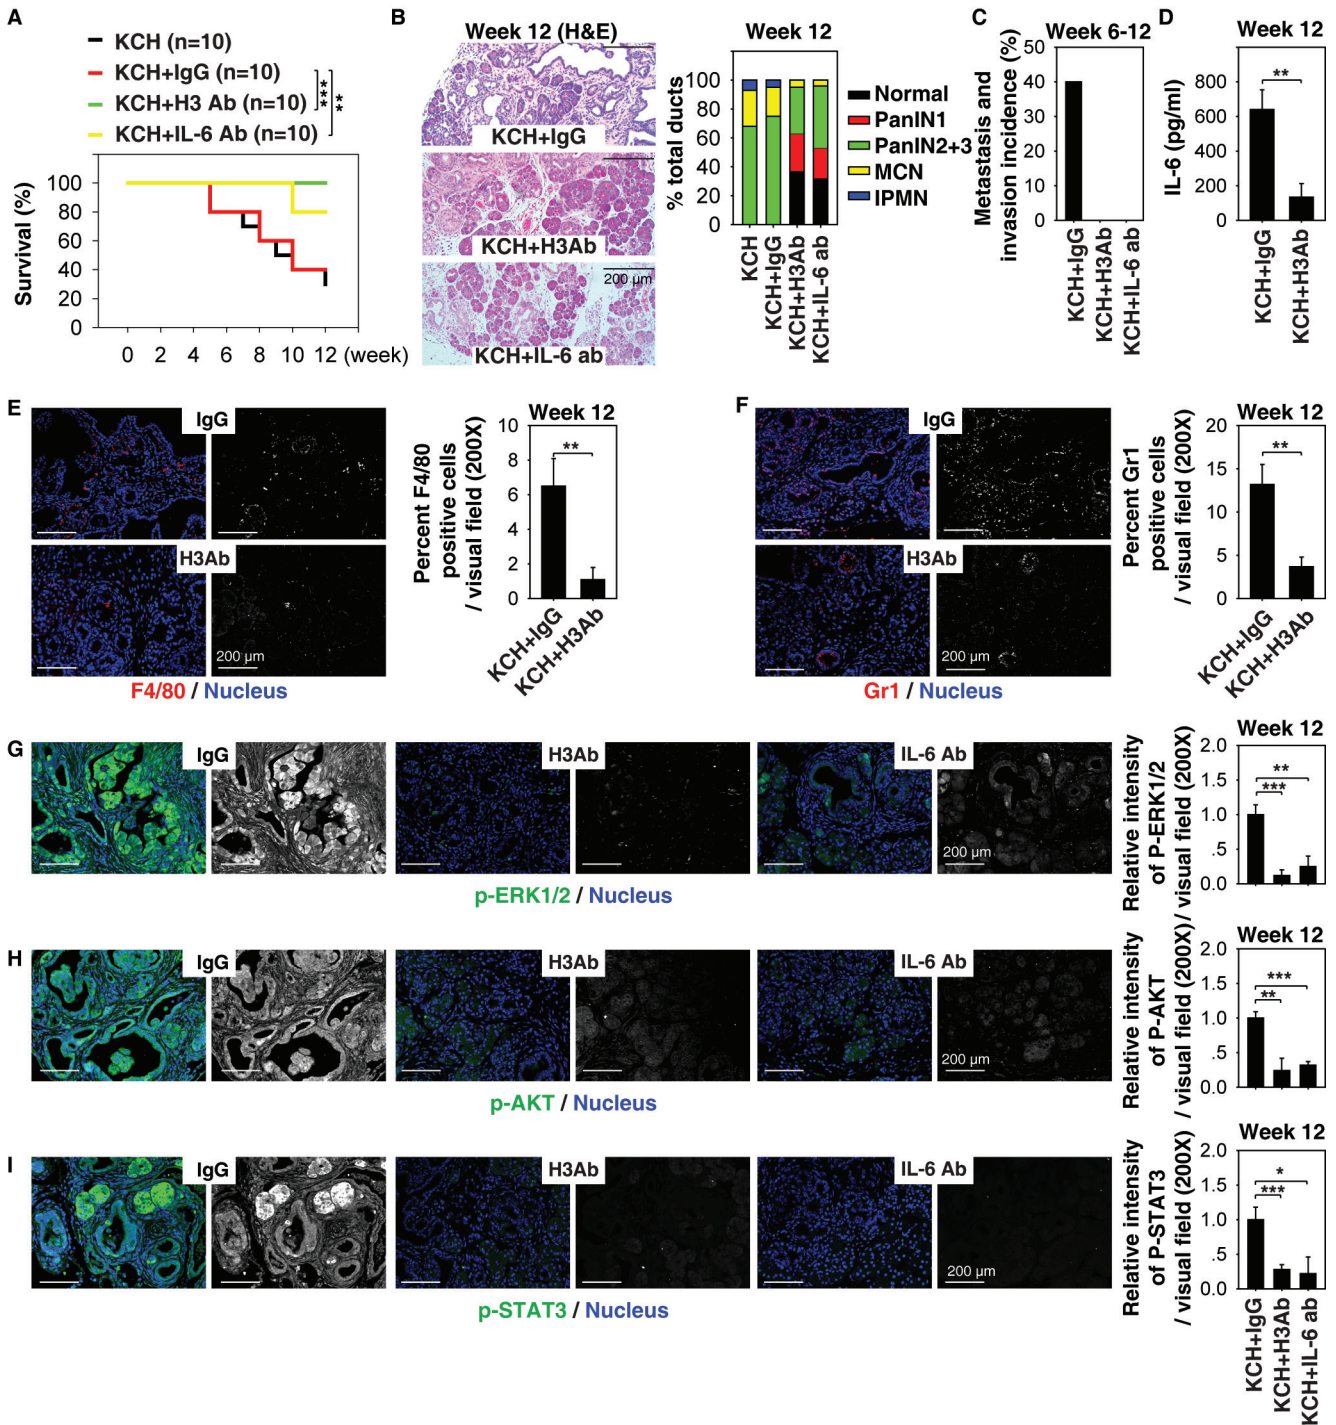 A
KCH (n=10)
KCH+IgG (n=10)
KCH+H3 Ab (n=10)
KCH+IL-6 Ab (n=10)
***
**
Survival (%)
100
80
60
40
20
0
0 2 4 6 8 10 12 (week)
B
Week 12 (H&E)
KCH+IgG
KCH+H3Ab
200 µm
KCH+IL-6 ab
Week 12
% total ducts
100
80
60
40
20
0
KCH
KCH+IgG
KCH+H3Ab
KCH+IL-6 ab
Normal
PanIN1
PanIN2+3
MCN
IPMN
C
Week 6-12
Metastasis and
invasion incidence (%)
50
40
30
20
10
0
KCH+IgG
KCH+H3Ab
KCH+IL-6 ab
D
Week 12
IL-6 (pg/ml)
800
600
400
200
0
**
KCH+IgG
KCH+H3Ab
E
IgG
H3Ab
200 µm
F4/80 / Nucleus
Week 12
Percent F4/80
positive cells
/ visual field (200X)
10
8
6
4
2
0
**
KCH+IgG
KCH+H3Ab
F
IgG
H3Ab
200 µm
Gr1 / Nucleus
Week 12
Percent Gr1
positive cells
/ visual field (200X)
20
15
10
5
0
**
KCH+IgG
KCH+H3Ab
G
IgG
H3Ab
IL-6 Ab
200 µm
p-ERK1/2 / Nucleus
Week 12
Relative intensity
of P-ERK1/2
/ visual field (200X)
2.0
1.5
1.0
.5
0.0
**
***
H
IgG
H3Ab
IL-6 Ab
200 µm
p-AKT / Nucleus
Week 12
Relative intensity
of P-AKT
/ visual field (200X)
2.0
1.5
1.0
.5
0.0
***
**
I
IgG
H3Ab
IL-6 Ab
200 µm
p-STAT3 / Nucleus
Week 12
Relative intensity
of P-STAT3
/ visual field (200X)
2.0
1.5
1.0
.5
0.0
*
***
KCH+IgG
KCH+H3Ab
KCH+IL-6 ab